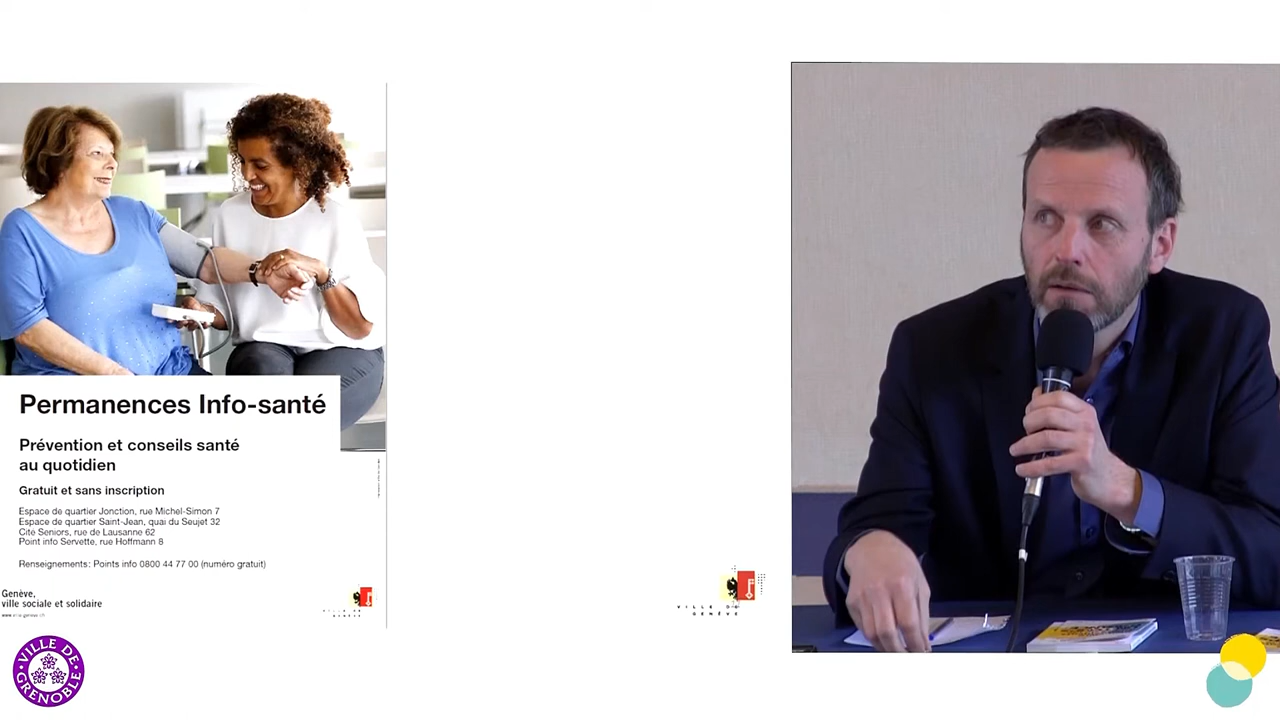 Permanences Info-santé
Prévention et conseils santé
au quotidien
Gratuit et sans inscription
Espace de quartier Jonction, rue Michel-Simon 7
Espace de quartier Saint-Jean, quai du Seujet 32
Cité Seniors, rue de Lausanne 62
Point info Servette, rue Hoffmann 8
Renseignements: Points info 0800 44 77 00 (numéro gratuit)
Genève,
ville sociale et solidaire
VILLE DE
GENÈVE
VILLE DE
GRENOBLE